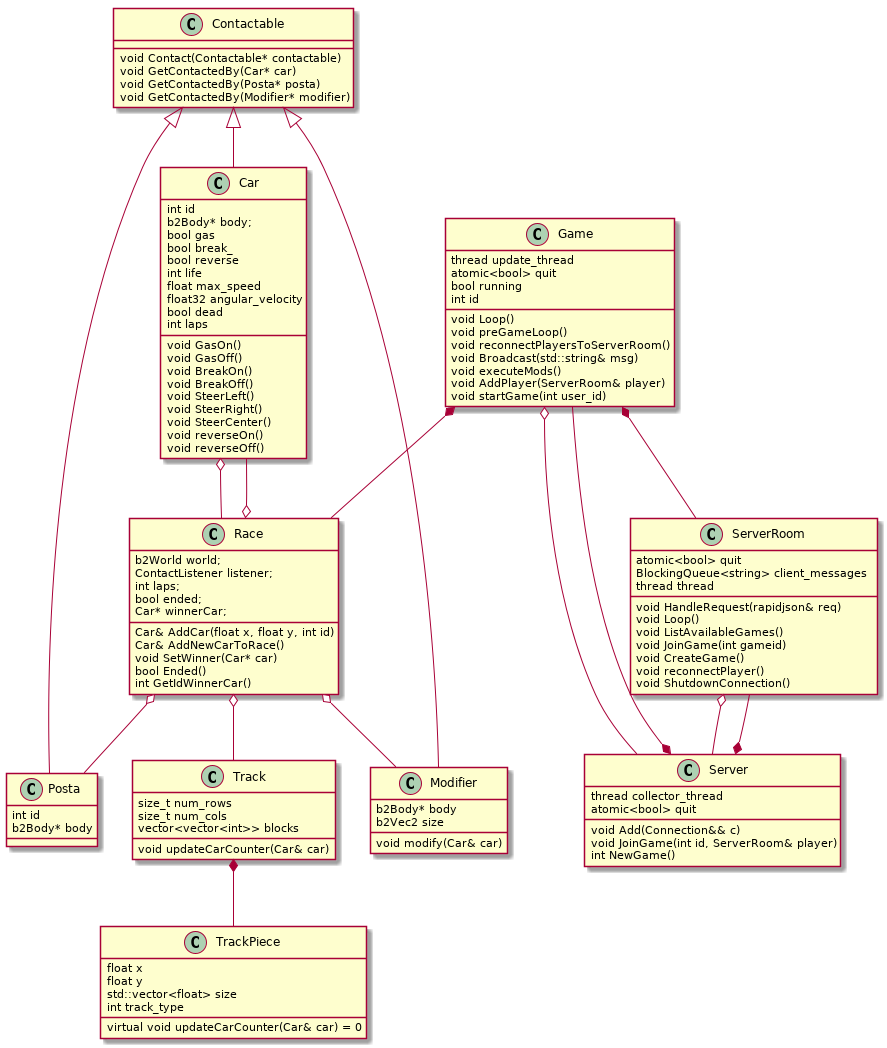 C Contactable
void Contact(Contactable* contactable)
void GetContactedBy(Car* car)
void GetContactedBy(Posta* posta)
void GetContactedBy(Modifier* modifier)
C Car
int id
b2Body* body;
bool gas
bool break_
bool reverse
int life
float max_speed
float32 angular_velocity
bool dead
int laps
void GasOn()
void GasOff()
void BreakOn()
void BreakOff()
void SteerLeft()
void SteerRight()
void SteerCenter()
void reverseOn()
void reverseOff()
C Game
thread update_thread
atomic<bool> quit
bool running
int id
void Loop()
void preGameLoop()
void reconnectPlayersToServerRoom()
void Broadcast(std::string& msg)
void executeMods()
void AddPlayer(ServerRoom& player)
void startGame(int user_id)
C Race
b2World world;
ContactListener listener;
int laps;
bool ended;
Car* winnerCar;
Car& AddCar(float x, float y, int id)
Car& AddNewCarToRace()
void SetWinner(Car* car)
bool Ended()
int GetIdWinnerCar()
C ServerRoom
atomic<bool> quit
BlockingQueue<string> client_messages
thread thread
void HandleRequest(rapidjson& req)
void Loop()
void ListAvailableGames()
void JoinGame(int gameid)
void CreateGame()
void reconnectPlayer()
void ShutdownConnection()
C Posta
int id
b2Body* body
C Track
size_t num_rows
size_t num_cols
vector<vector<int>> blocks
void updateCarCounter(Car& car)
C Modifier
b2Body* body
b2Vec2 size
void modify(Car& car)
C Server
thread collector_thread
atomic<bool> quit
void Add(Connection&& c)
void JoinGame(int id, ServerRoom& player)
int NewGame()
C TrackPiece
float x
float y
std::vector<float> size
int track_type
virtual void updateCarCounter(Car& car) = 0